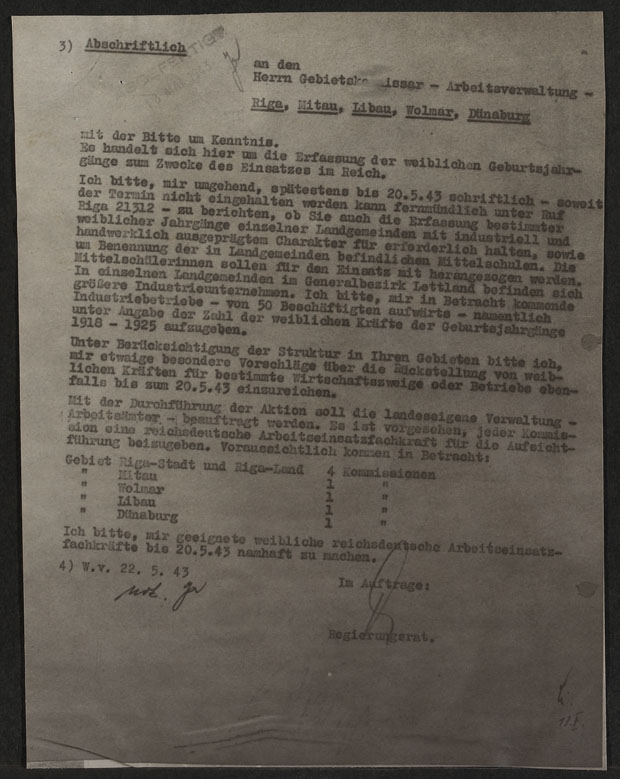 3) Abschriftlich
an den
Herrn Gebietskommissar - Arbeitsverwaltung -
Riga, Mitau, Libau, Wolmar, Dünaburg
mit der Bitte um Kenntnis.
Es handelt sich hier um die Erfassung der weiblichen Geburtsjahr-
gänge zum Zwecke des Einsatzes im Reich.
Ich bitte, mir umgehend, spätestens bis 20.5.43 schriftlich - soweit
der Termin nicht eingehalten werden kann fernmündlich unter Ruf
Riga 21312 - zu berichten, ob Sie auch die Erfassung bestimmter
weiblicher Jahrgänge einzelner Landgemeinden mit industriell und
handwerklich ausgeprägtem Charakter für erforderlich halten, sowie
um Benennung der in Landgemeinden befindlichen Mittelschulen. Die
Mittelschülerinnen sollen für den Einsatz mit herangezogen werden.
In einzelnen Landgemeinden im Generalbezirk Lettland befinden sich
größere Industrieunternehmen. Ich bitte, mir in Betracht kommende
Industriebetriebe - von 50 Beschäftigten aufwärts - namentlich
unter Angabe der Zahl der weiblichen Kräfte der Geburtsjahrgänge
1918 - 1925 aufzugeben.
Unter Berücksichtigung der Struktur in Ihren Gebieten bitte ich,
mir etwaige besondere Vorschläge über die Rückstellung von weib-
lichen Kräften für bestimmte Wirtschaftszweige oder Betriebe eben-
falls bis zum 20.5.43 einzureichen.
Mit der Durchführung der Aktion soll die landeseigene Verwaltung -
Arbeitsämter - beauftragt werden. Es ist vorgesehen, jeder Kommis-
sion eine reichsdeutsche Arbeitseinsatzfachkraft für die Aufsicht-
führung beizugeben. Voraussichtlich kommen in Betracht:
Gebiet Riga-Stadt und Riga-Land 4 Kommissionen
" Mitau 1 "
" Wolmar 1 "
" Libau 1 "
" Dünaburg 1 "
Ich bitte, mir geeignete weibliche reichsdeutsche Arbeitseinsatz-
fachkräfte bis 20.5.43 namhaft zu machen.
4) W.v. 22. 5. 43
Im Auftrage:
Regierungsrat.